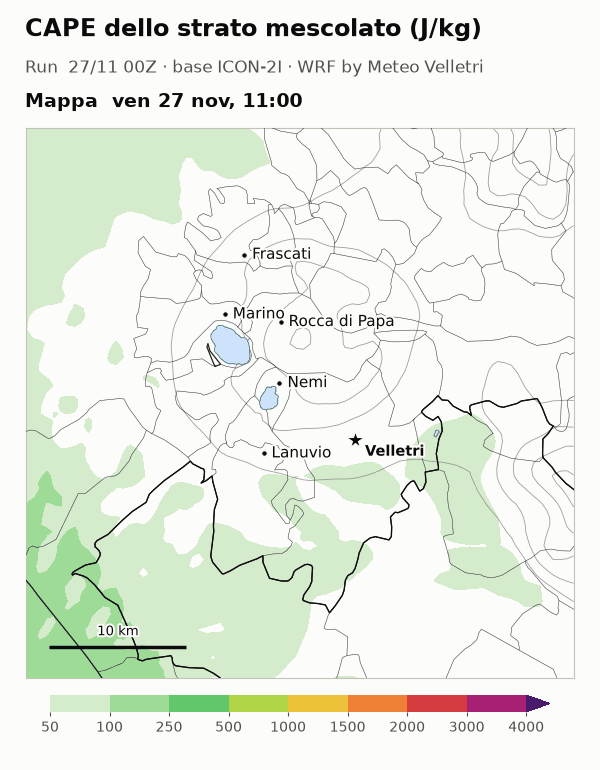 CAPE dello strato mescolato (J/kg)
Run  27/11 00Z · base ICON-2I · WRF by Meteo Velletri
Mappa  ven 27 nov, 11:00
Frascati
Marino
Rocca di Papa
Nemi
Lanuvio
Velletri
10 km
50 100 250 500 1000 1500 2000 3000 4000